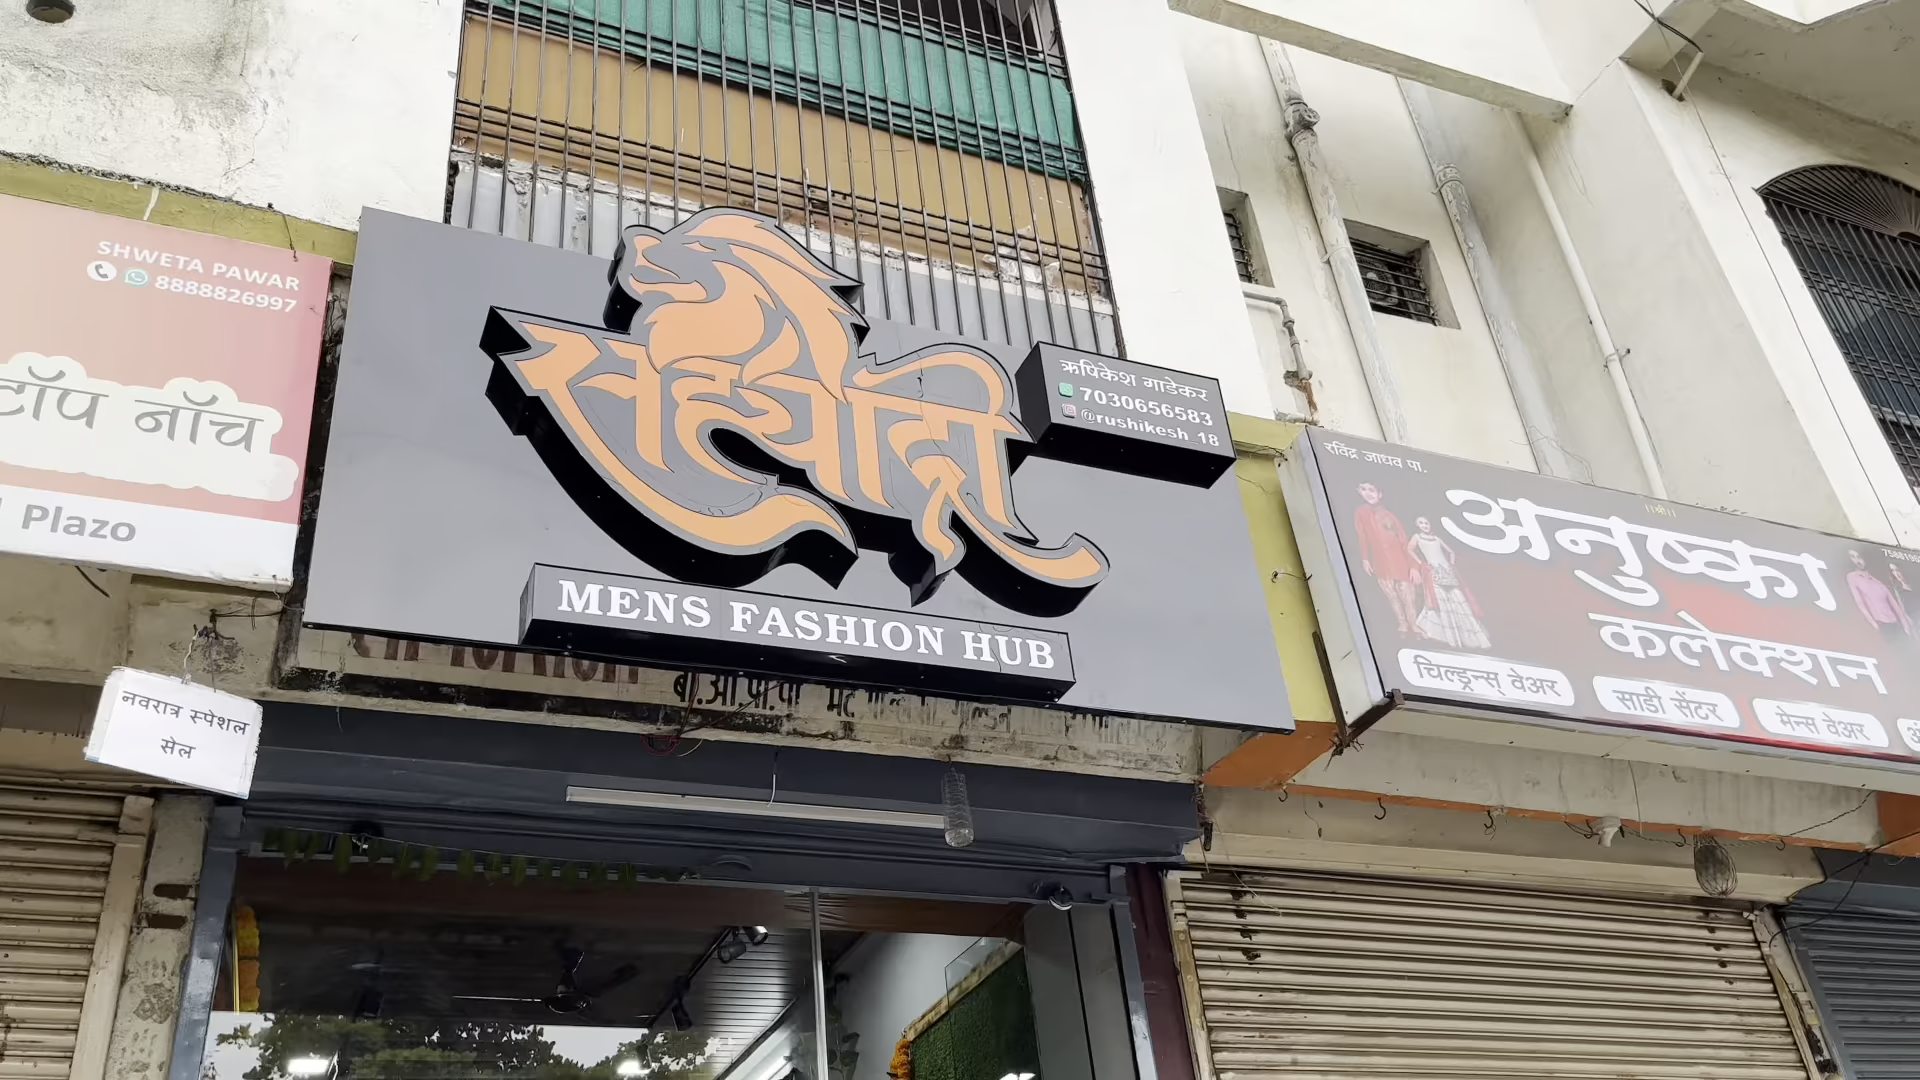 SHWETA PAWAR
8888826997
टॉप नॉच
Plazo
नवरात्र स्पेशल
सेल
सह्याद्री
MENS FASHION HUB
ऋषिकेश गाडेकर
7030656583
@rushikesh_18
रविंद्र जाधव पा.
।।श्री।।
अनुष्का
कलेक्शन
चिल्ड्रन्स् वेअर
साडी सेंटर
मेन्स वेअर